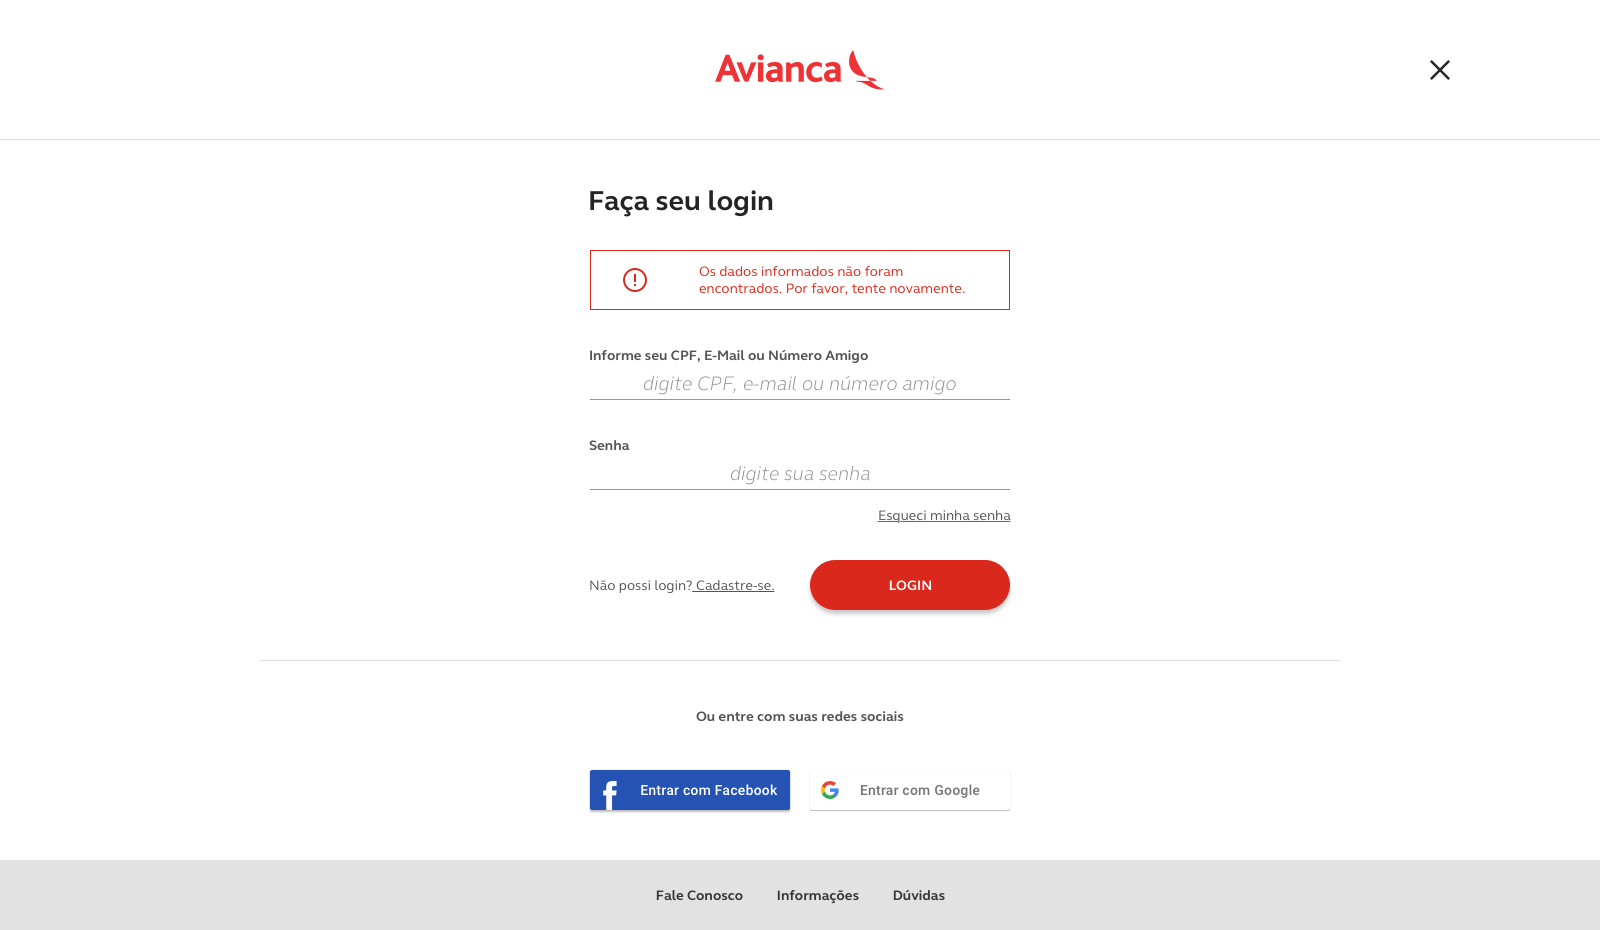 Avianca
Faça seu login
Os dados informados não foram
encontrados. Por favor, tente novamente.
Informe seu CPF, E-Mail ou Número Amigo
digite CPF, e-mail ou número amigo
Senha
digite sua senha
Esqueci minha senha
Não possi login? Cadastre-se.
LOGIN
Ou entre com suas redes sociais
Entrar com Facebook
Entrar com Google
Fale Conosco Informações Dúvidas